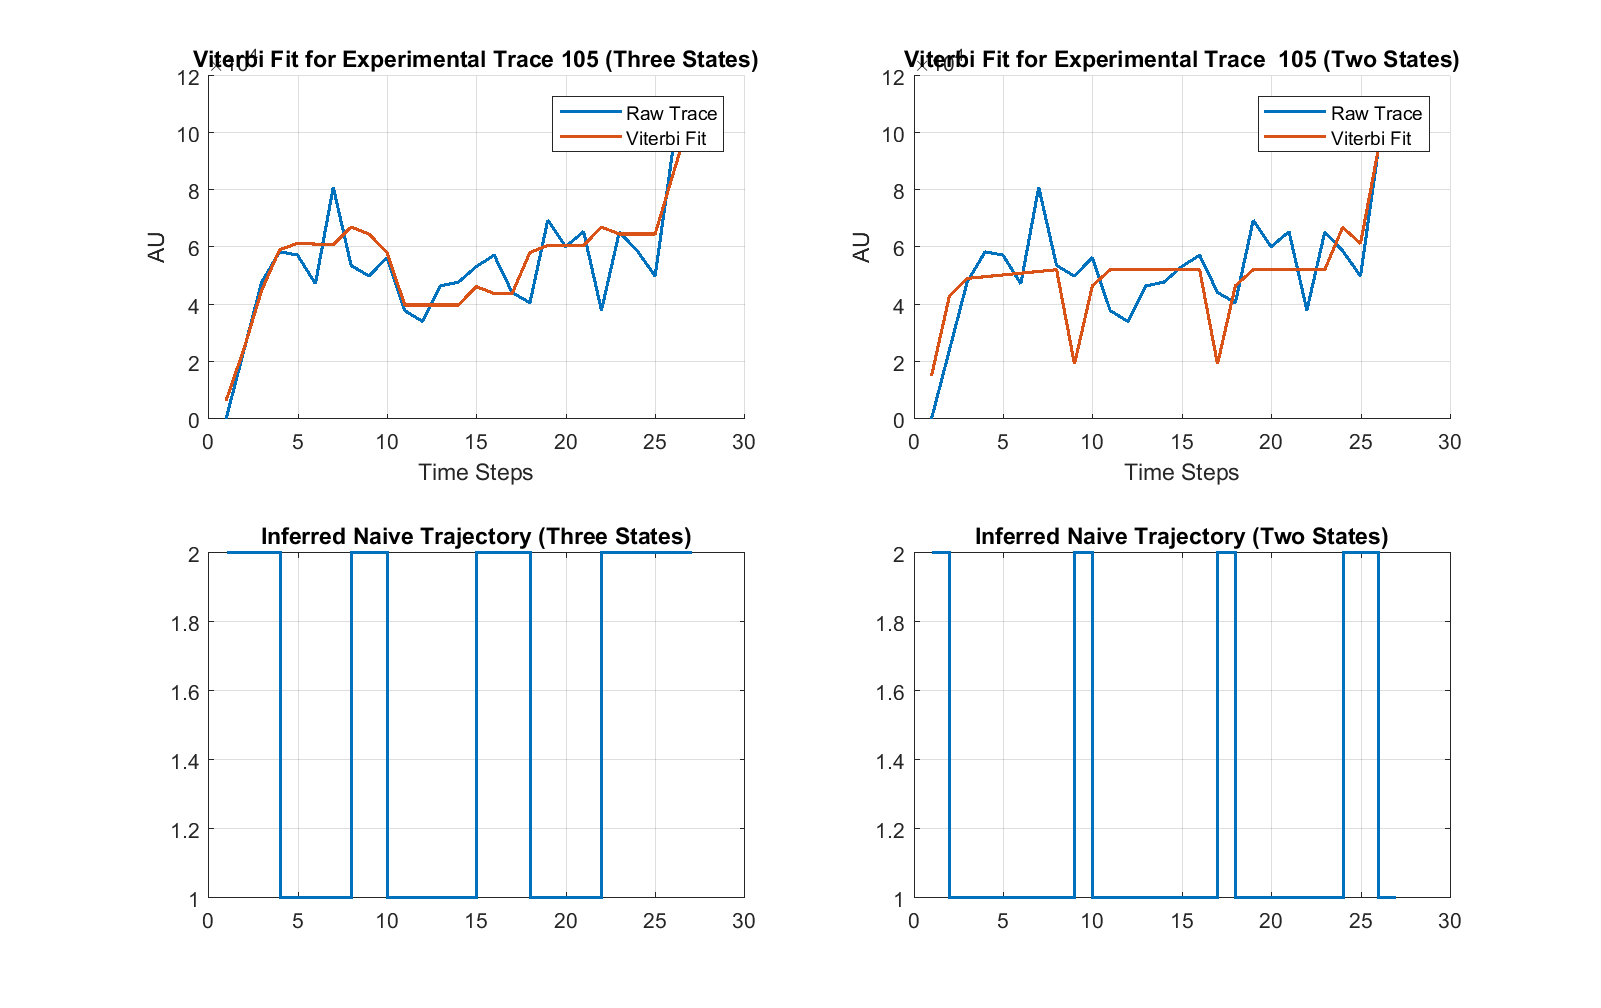 Viterbi Fit for Experimental Trace 105 (Three States)
12
10
8
6
4
2
0
AU
Raw Trace
Viterbi Fit
0 5 10 15 20 25 30
Time Steps
Viterbi Fit for Experimental Trace 105 (Two States)
12
10
8
6
4
2
0
AU
Raw Trace
Viterbi Fit
0 5 10 15 20 25 30
Time Steps
Inferred Naive Trajectory (Three States)
2
1.8
1.6
1.4
1.2
1
0 5 10 15 20 25 30
Inferred Naive Trajectory (Two States)
2
1.8
1.6
1.4
1.2
1
0 5 10 15 20 25 30